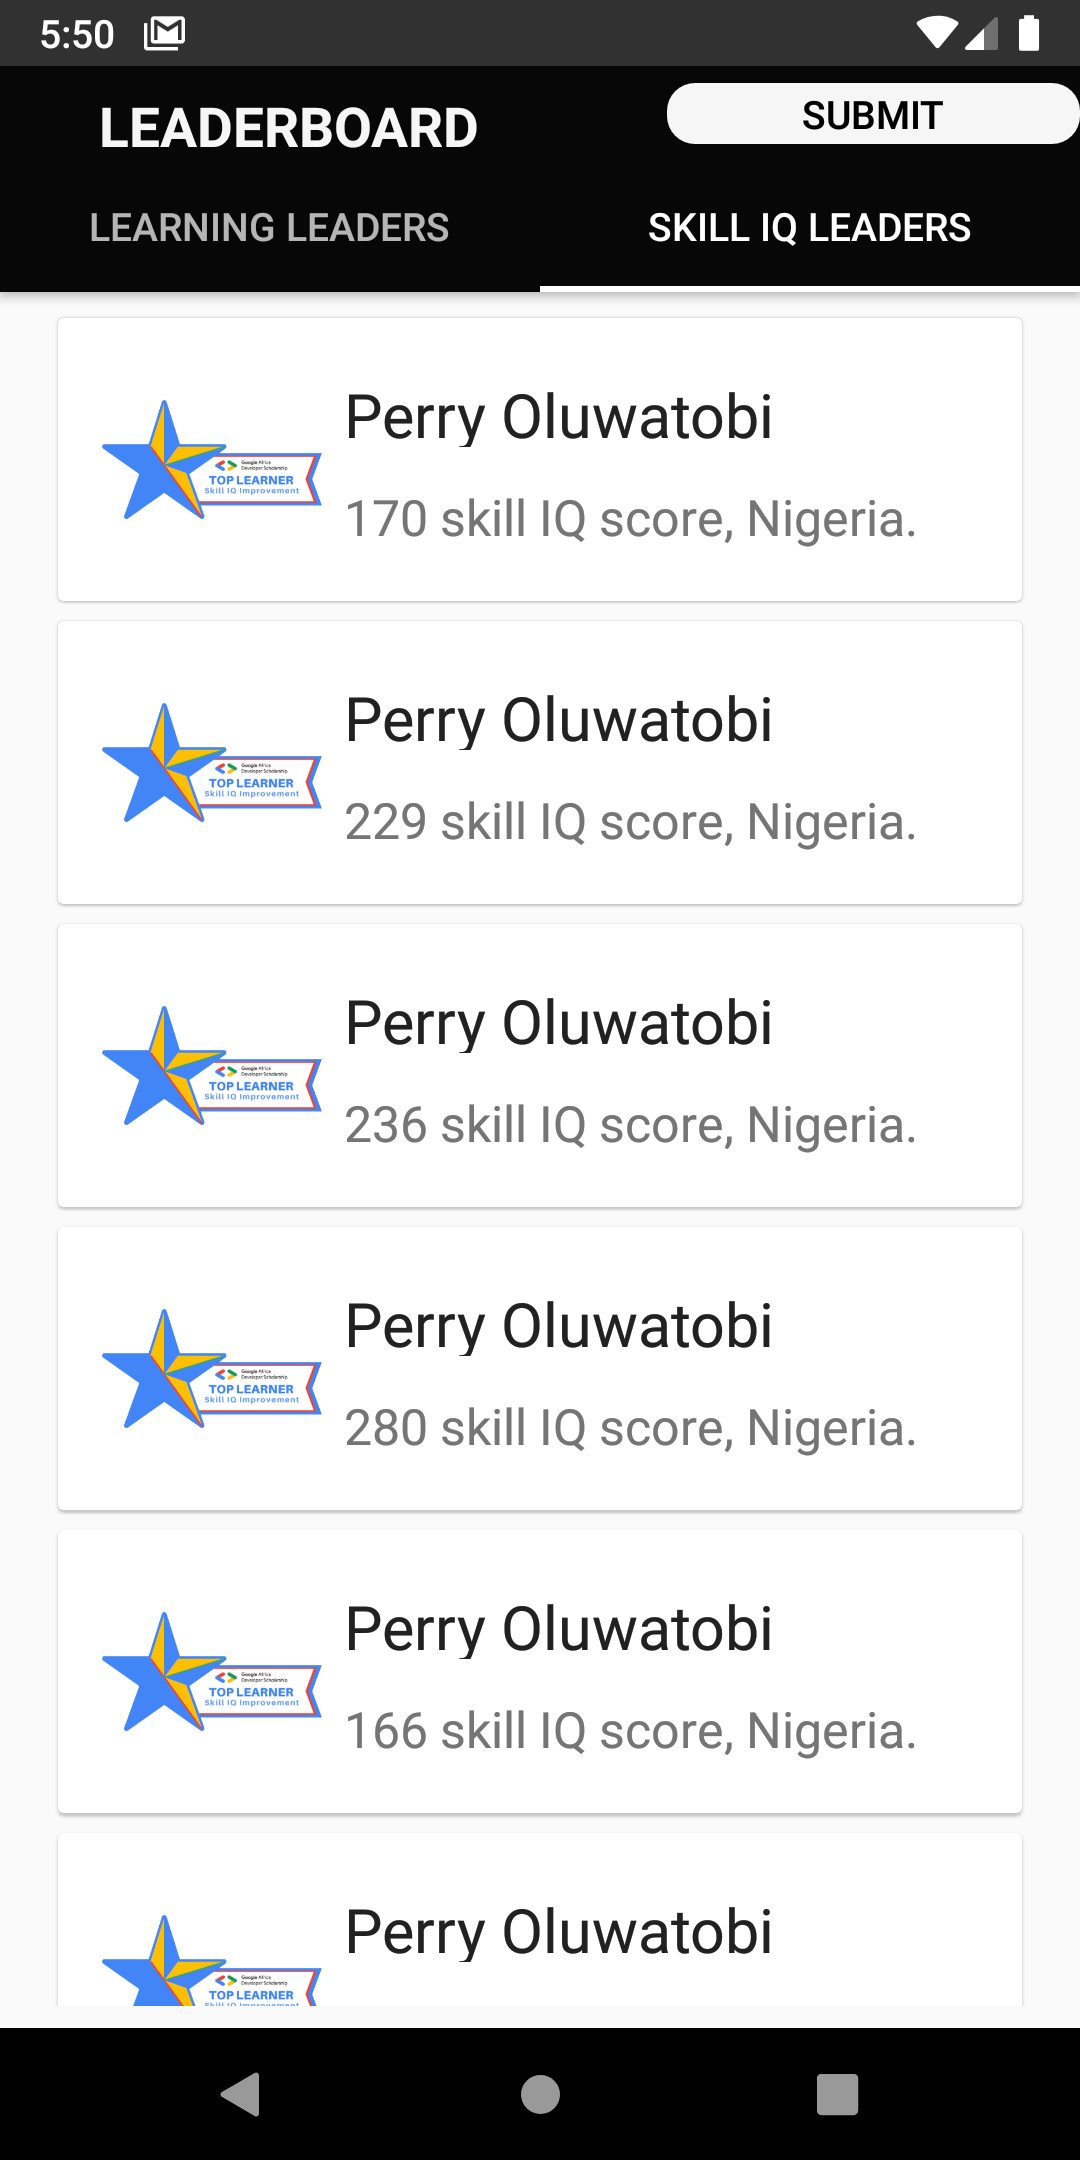 5:50
LEADERBOARD
SUBMIT
LEARNING LEADERS
SKILL IQ LEADERS
Perry Oluwatobi
Google Africa
Developer Scholarship
TOP LEARNER
Skill IQ Improvement
170 skill IQ score, Nigeria.
Perry Oluwatobi
Google Africa
Developer Scholarship
TOP LEARNER
Skill IQ Improvement
229 skill IQ score, Nigeria.
Perry Oluwatobi
Google Africa
Developer Scholarship
TOP LEARNER
Skill IQ Improvement
236 skill IQ score, Nigeria.
Perry Oluwatobi
Google Africa
Developer Scholarship
TOP LEARNER
Skill IQ Improvement
280 skill IQ score, Nigeria.
Perry Oluwatobi
Google Africa
Developer Scholarship
TOP LEARNER
Skill IQ Improvement
166 skill IQ score, Nigeria.
Perry Oluwatobi
Google Africa
Developer Scholarship
TOP LEARNER
Skill IQ Improvement